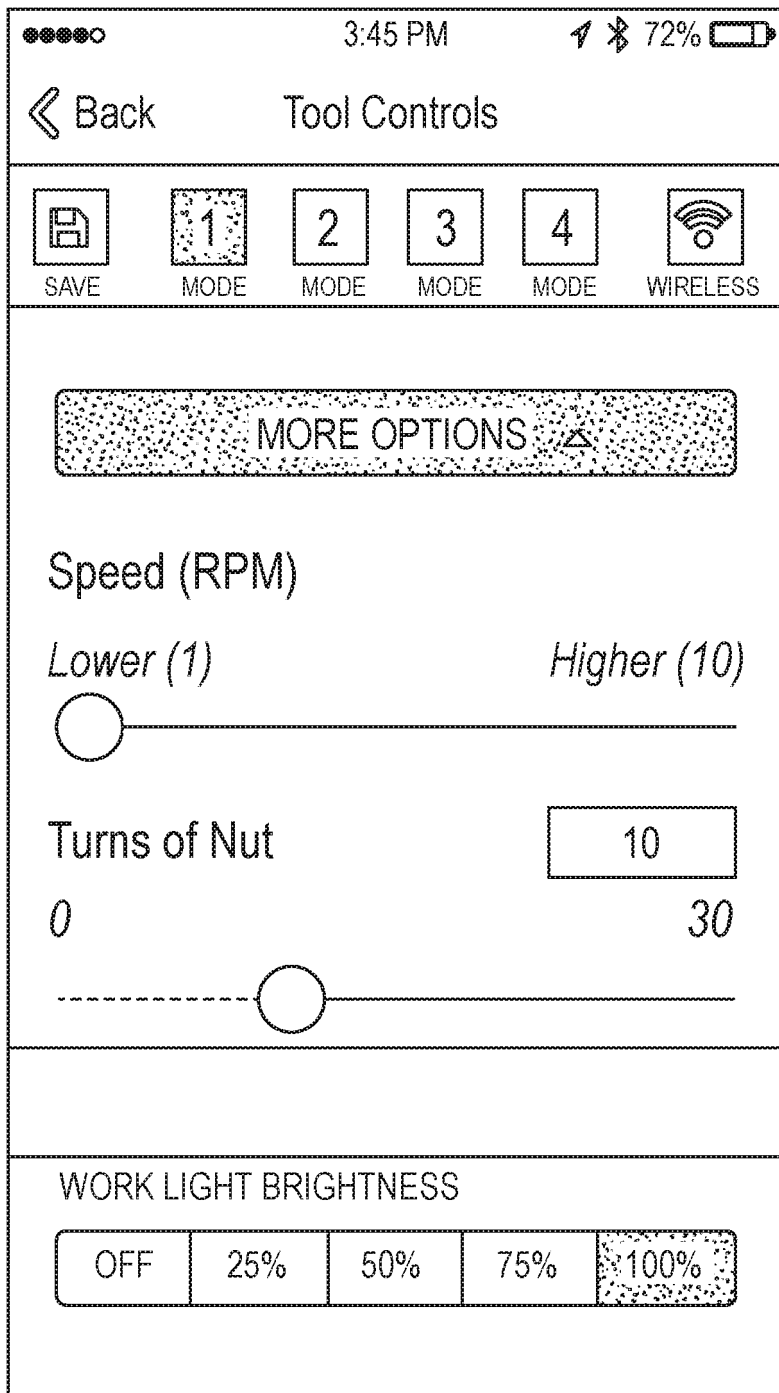 3:45 PM 72%
Back Tool Controls
1 2 3 4
SAVE MODE MODE MODE MODE WIRELESS
MORE OPTIONS
Speed (RPM)
Lower (1) Higher (10)
Turns of Nut 10
0 30
WORK LIGHT BRIGHTNESS
OFF 25% 50% 75% 100%